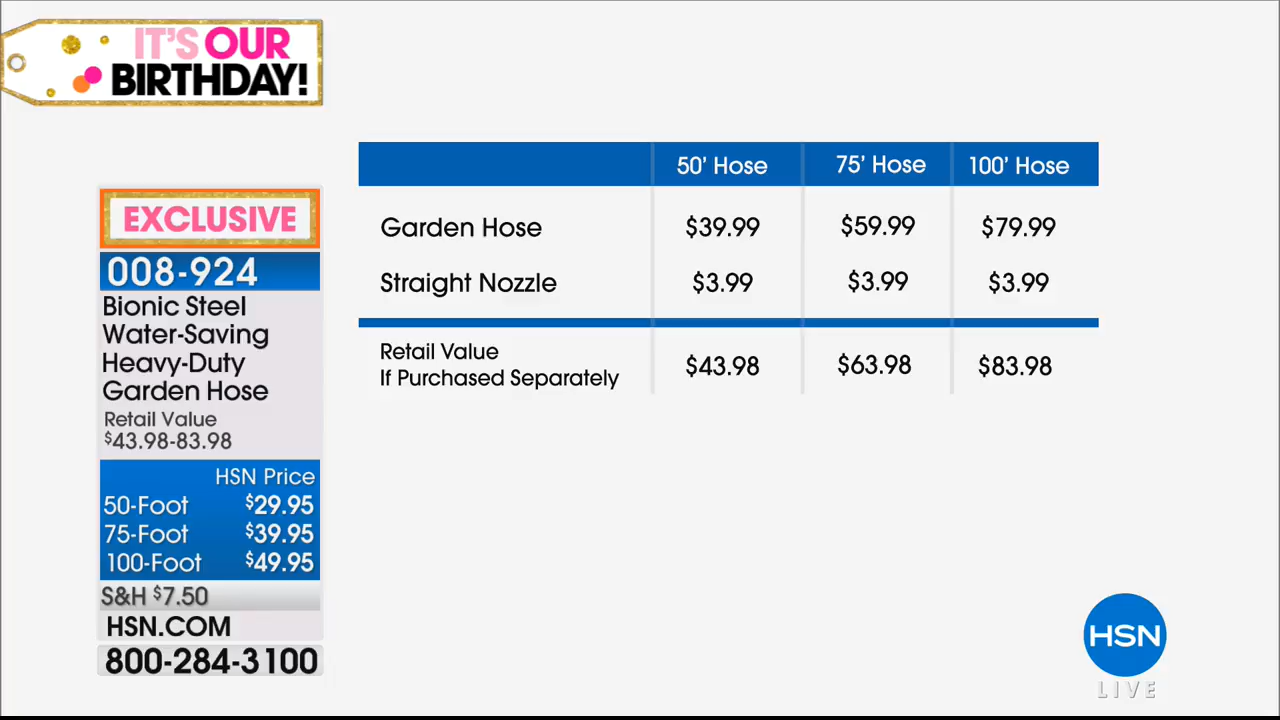 IT'S OUR
BIRTHDAY!
EXCLUSIVE
008-924
Bionic Steel
Water-Saving
Heavy-Duty
Garden Hose
Retail Value
$43.98-83.98
HSN Price
50-Foot $29.95
75-Foot $39.95
100-Foot $49.95
S&H $7.50
HSN.COM
800-284-3100
50' Hose 75' Hose 100' Hose
Garden Hose $39.99 $59.99 $79.99
Straight Nozzle $3.99 $3.99 $3.99
Retail Value
If Purchased Separately $43.98 $63.98 $83.98
HSN
LIVE